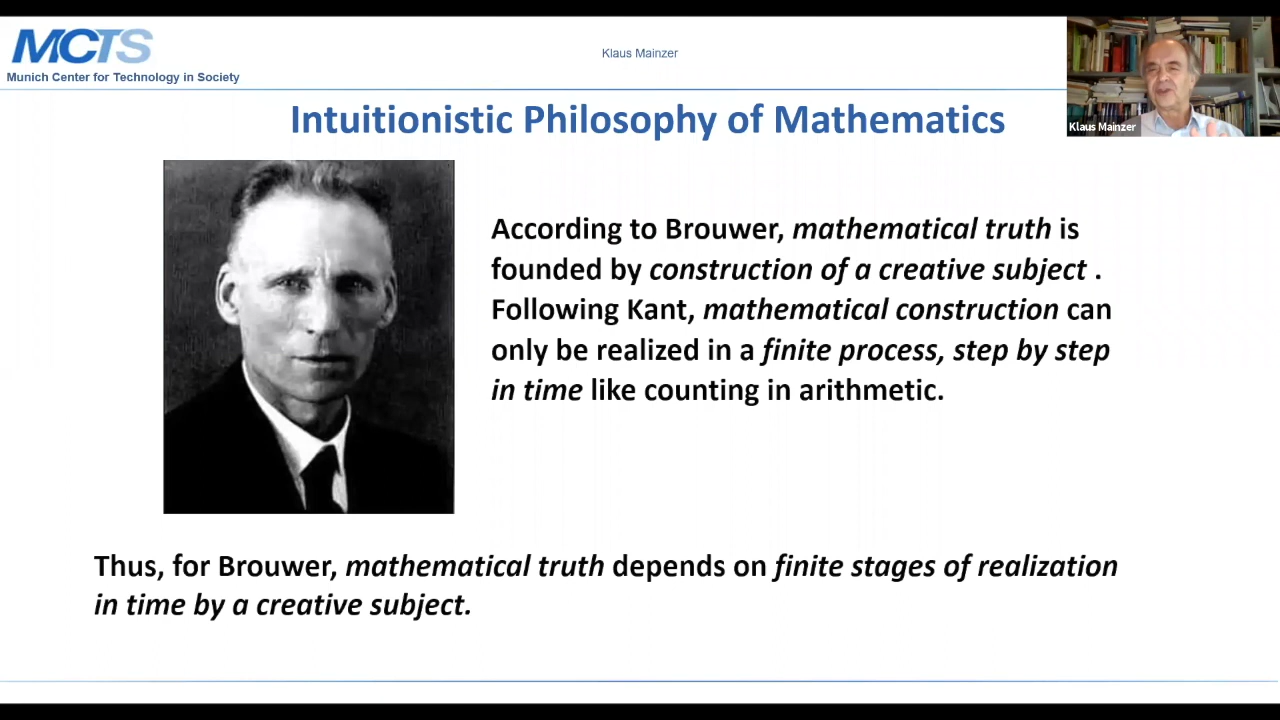 MCTS
Munich Center for Technology in Society
Klaus Mainzer
Klaus Mainzer
Intuitionistic Philosophy of Mathematics
According to Brouwer, mathematical truth is
founded by construction of a creative subject .
Following Kant, mathematical construction can
only be realized in a finite process, step by step
in time like counting in arithmetic.
Thus, for Brouwer, mathematical truth depends on finite stages of realization
in time by a creative subject.